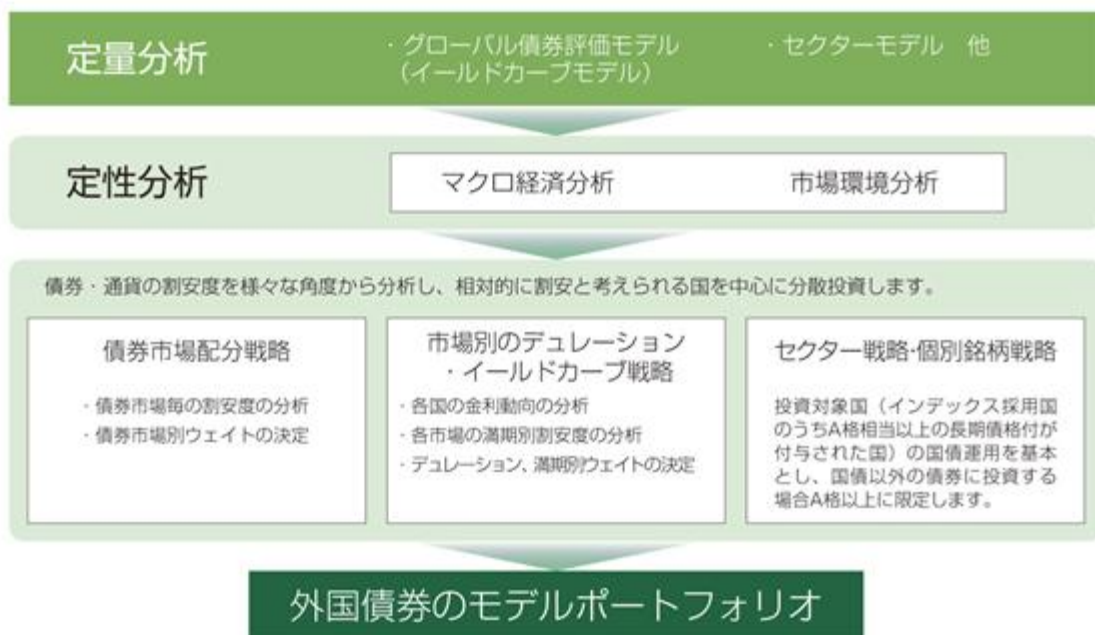 定量分析
・グローバル債券評価モデル
（イールドカーブモデル）
・セクターモデル　他
定性分析
マクロ経済分析
市場環境分析
債券・通貨の割安度を様々な角度から分析し、相対的に割安と考えられる国を中心に分散投資します。
債券市場配分戦略
・債券市場毎の割安度の分析
・債券市場別ウェイトの決定
市場別のデュレーション
・イールドカーブ戦略
・各国の金利動向の分析
・各市場の満期別割安度の分析
・デュレーション、満期別ウェイトの決定
セクター戦略・個別銘柄戦略
投資対象国（インデックス採用国
のうちA格相当以上の長期債格付が
付与された国）の国債運用を基本
とし、国債以外の債券に投資する
場合A格以上に限定します。
外国債券のモデルポートフォリオ